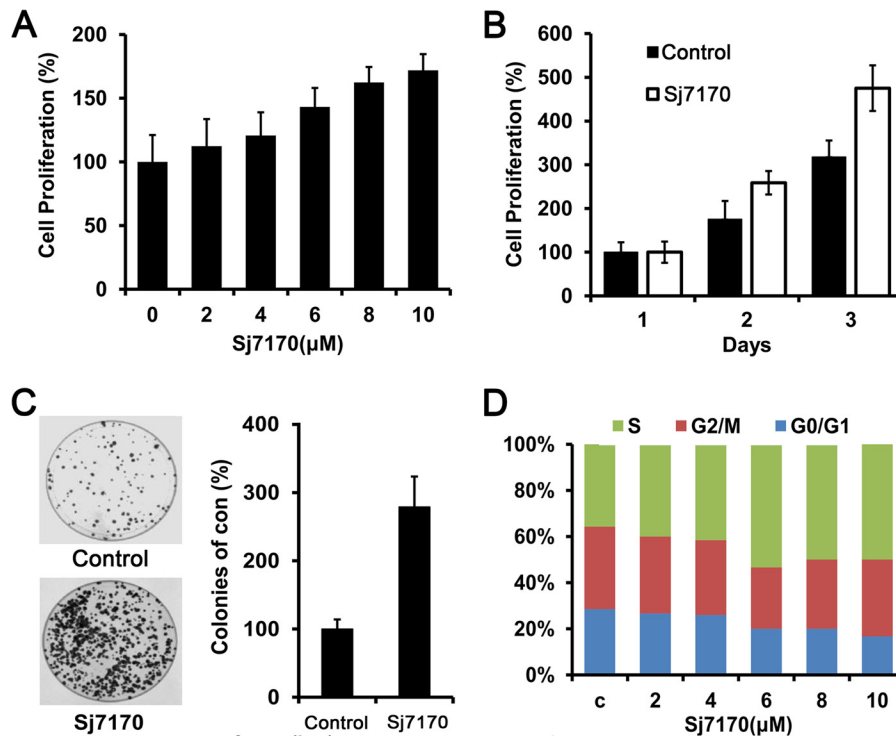 A
Cell Proliferation (%)
200
150
100
50
0
0 2 4 6 8 10
Sj7170(μM)
B
Cell Proliferation (%)
600
500
400
300
200
100
0
Control
Sj7170
1 2 3
Days
C
Control
Sj7170
Colonies of con (%)
400
300
200
100
0
Control Sj7170
D
S G2/M G0/G1
100%
80%
60%
40%
20%
0%
c 2 4 6 8 10
Sj7170(μM)